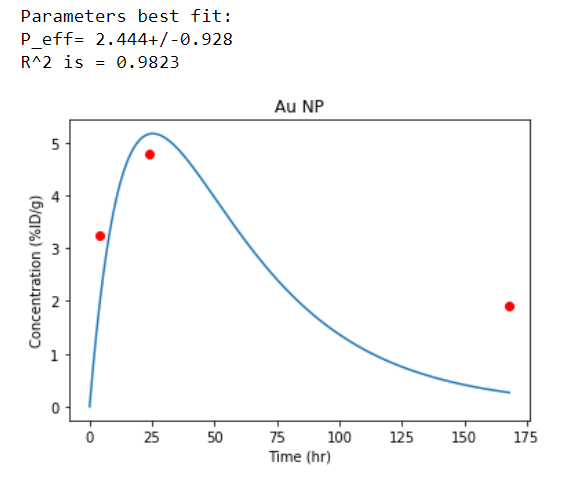 Parameters best fit:
P_eff= 2.444+/-0.928
R^2 is = 0.9823
Au NP
Concentration (%ID/g)
5
4
3
2
1
0
0 25 50 75 100 125 150 175
Time (hr)